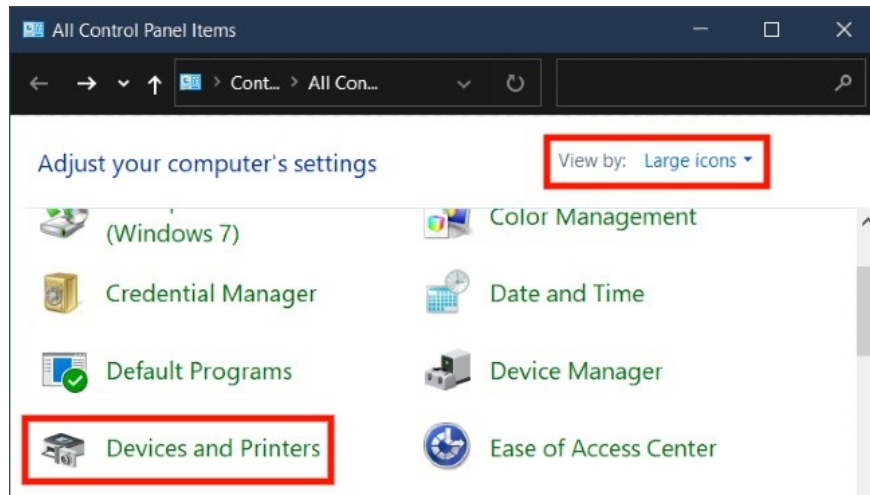 All Control Panel Items
Cont... > All Con...
Adjust your computer's settings
View by: Large icons
(Windows 7)
Color Management
Credential Manager
Date and Time
Default Programs
Device Manager
Devices and Printers
Ease of Access Center